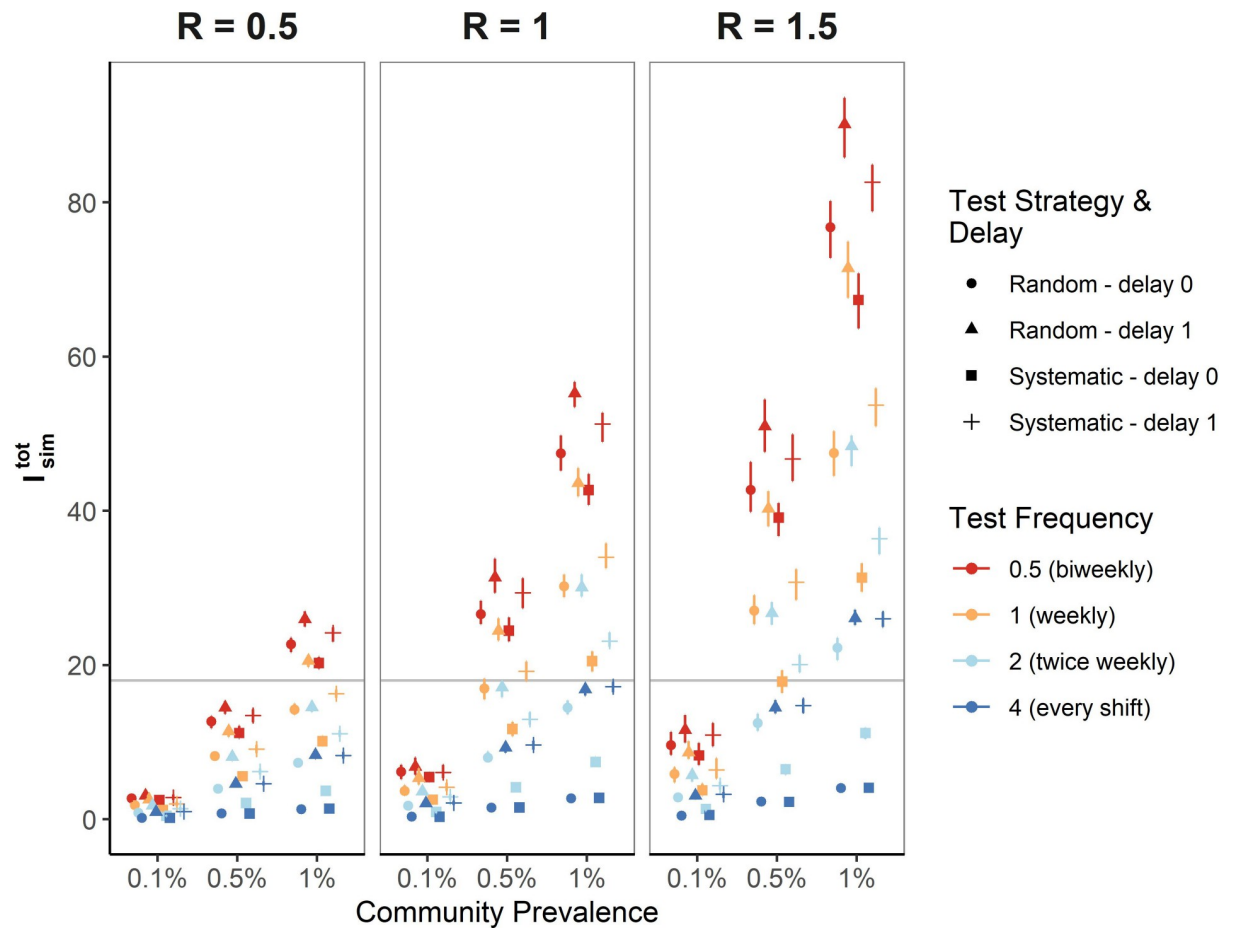 R = 0.5
R = 1
R = 1.5
80
60
40
20
0
I tot sim
0.1%
0.5%
1%
0.1%
0.5%
1%
0.1%
0.5%
1%
Community Prevalence
Test Strategy &
Delay
Random - delay 0
Random - delay 1
Systematic - delay 0
Systematic - delay 1
Test Frequency
0.5 (biweekly)
1 (weekly)
2 (twice weekly)
4 (every shift)